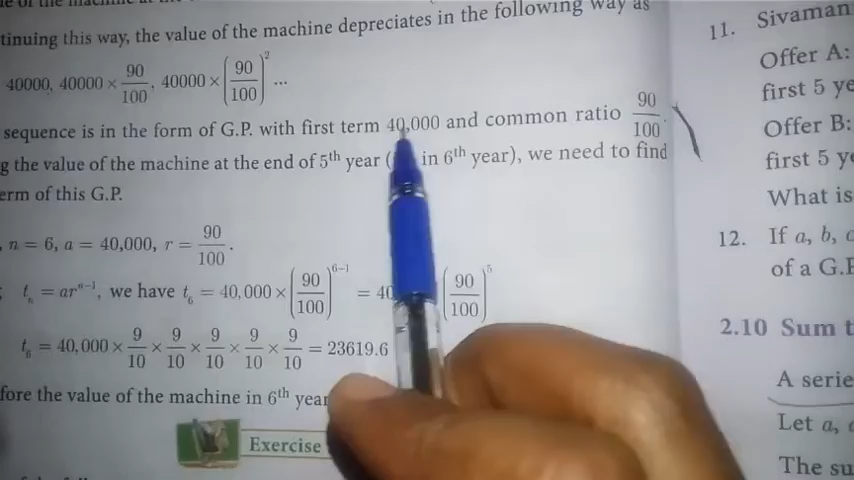 tinuing this way, the value of the machine depreciates in the following way as
40000, 40000 × 90/100, 40000 × (90/100)^2 ...
sequence is in the form of G.P. with first term 40,000 and common ratio 90/100
g the value of the machine at the end of 5th year ( in 6th year), we need to find
erm of this G.P.
, n = 6, a = 40,000, r = 90/100.
t_n = ar^(n−1), we have t_6 = 40,000 × (90/100)^(6−1) = 40 (90/100)^5
t_6 = 40,000 × 9/10 × 9/10 × 9/10 × 9/10 × 9/10 = 23619.6
fore the value of the machine in 6th year
Exercise
11. Sivaman
Offer A:
first 5 ye
Offer B:
first 5 y
What is
12. If a, b, c
of a G.P
2.10 Sum t
A serie
Let a, a
The su